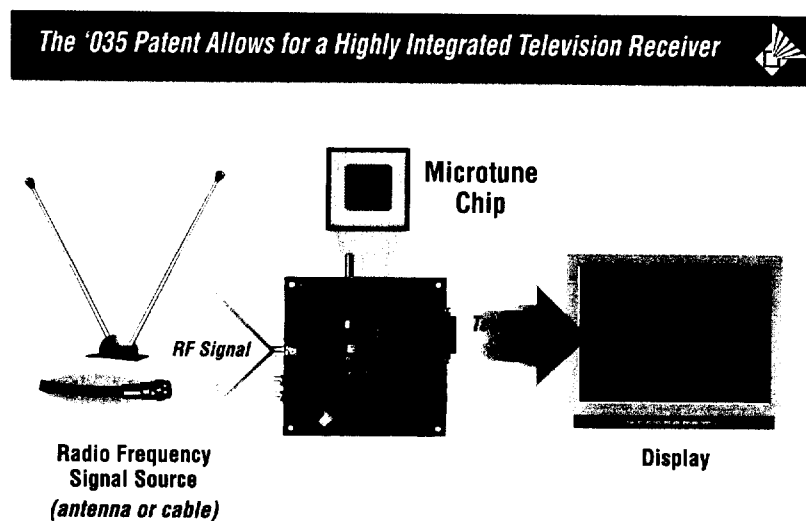 The ‘035 Patent Allows for a Highly Integrated Television Receiver
Microtune
Chip
RF Signal
Radio Frequency
Signal Source
(antenna or cable)
Display